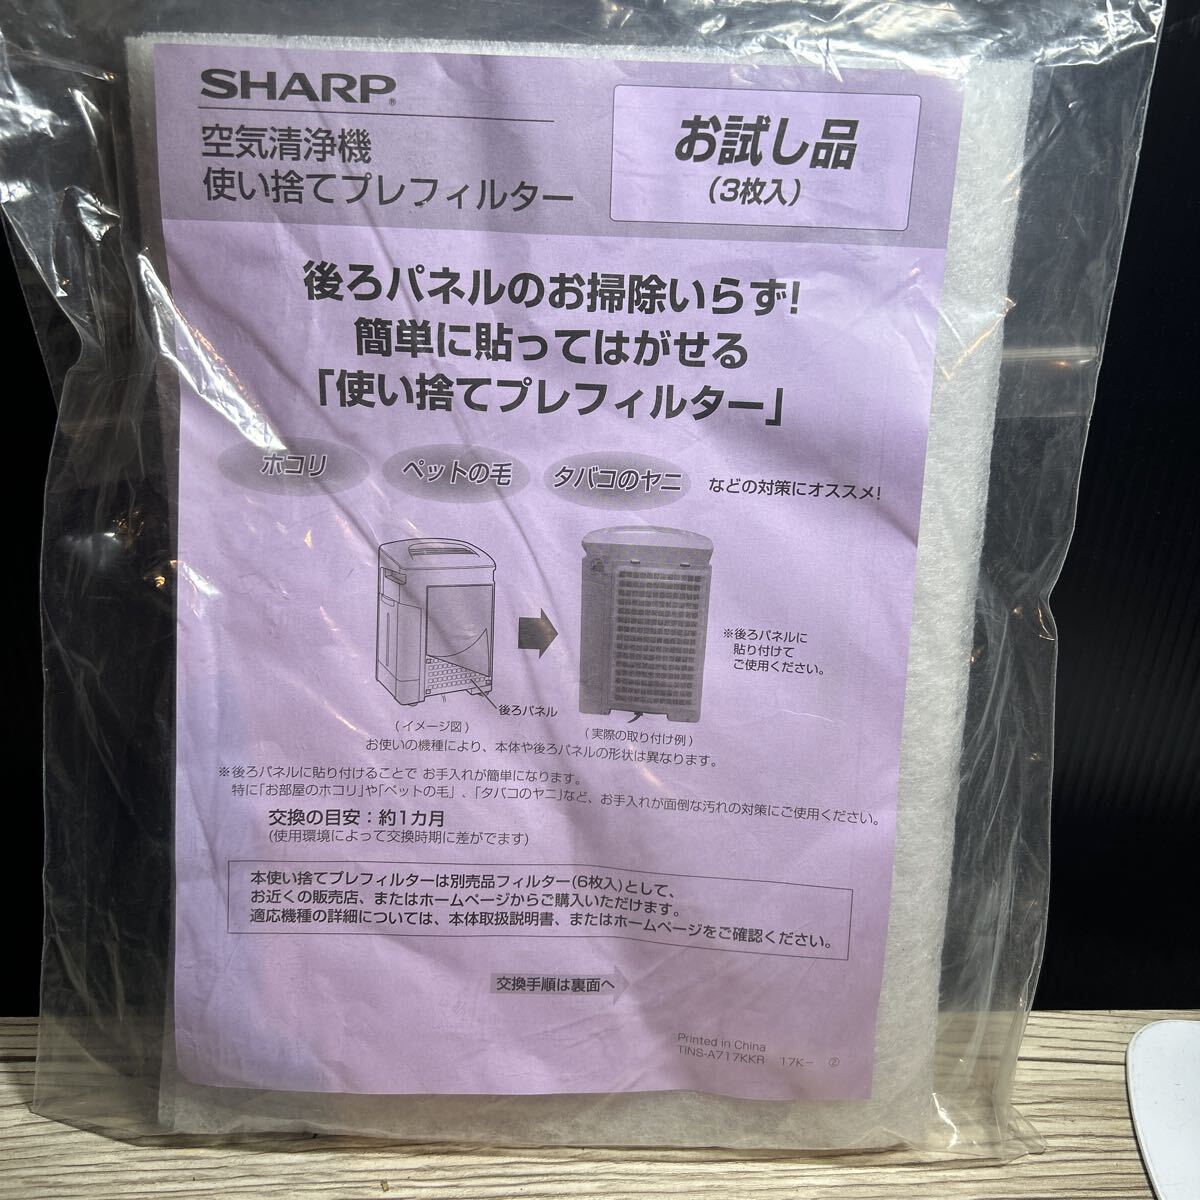 SHARP®
空気清浄機
使い捨てプレフィルター
お試し品
(3枚入)
後ろパネルのお掃除いらず!
簡単に貼ってはがせる
「使い捨てプレフィルター」
ホコリ ペットの毛 タバコのヤニ などの対策にオススメ!
※後ろパネルに
貼り付けて
ご使用ください。
後ろパネル
(イメージ図)
(実際の取り付け例)
お使いの機種により、本体や後ろパネルの形状は異なります。
※後ろパネルに貼り付けることで お手入れが簡単になります。
特に「お部屋のホコリ」や「ペットの毛」、「タバコのヤニ」など、お手入れが面倒な汚れの対策にご使用ください。
交換の目安：約1カ月
(使用環境によって交換時期に差がでます)
本使い捨てプレフィルターは別売品フィルター(6枚入)として、
お近くの販売店、またはホームページからご購入いただけます。
適応機種の詳細については、本体取扱説明書、またはホームページをご確認ください。
交換手順は裏面へ
Printed in China
TINS-A717KKR 17K- ②